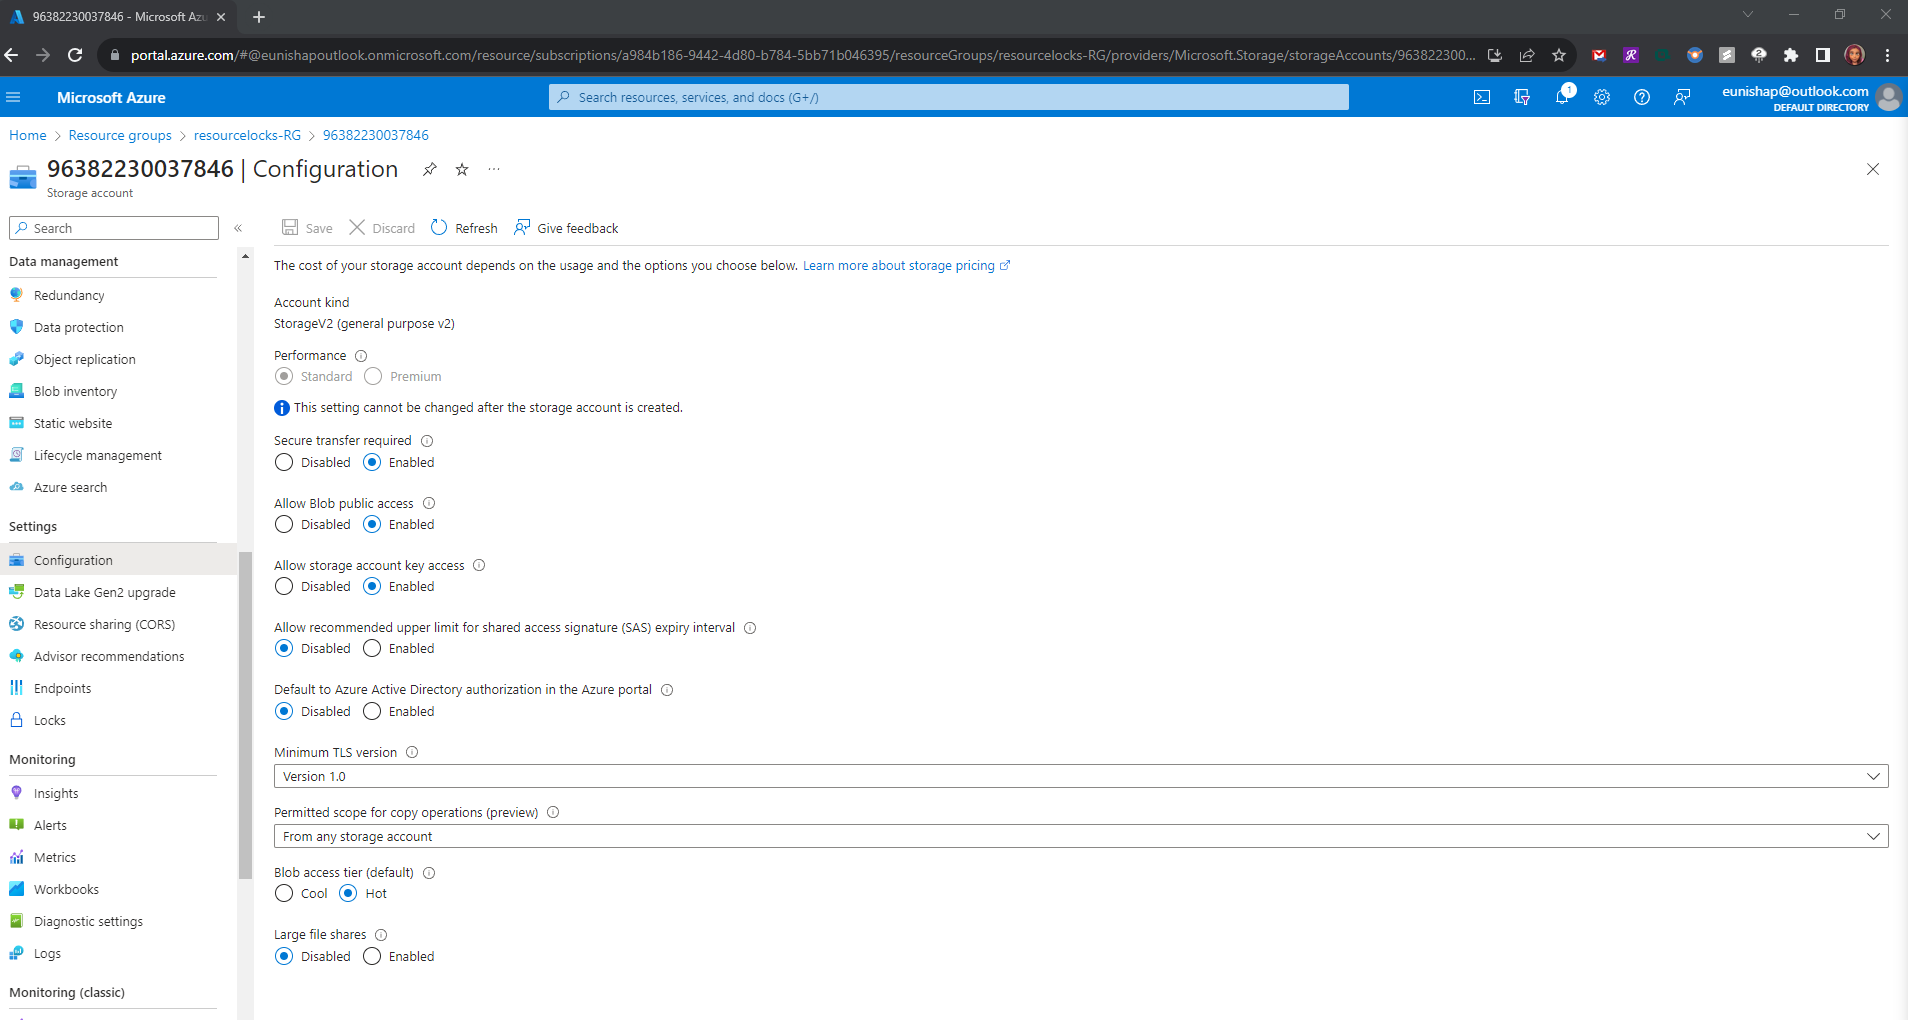 96382230037846 - Microsoft Azu
portal.azure.com/#@eunishapoutlook.onmicrosoft.com/resource/subscriptions/a984b186-9442-4d80-b784-5bb71b046395/resourceGroups/resourcelocks-RG/providers/Microsoft.Storage/storageAccounts/963822300...
Microsoft Azure
Search resources, services, and docs (G+/)
1
eunishap@outlook.com
DEFAULT DIRECTORY
Home > Resource groups > resourcelocks-RG > 96382230037846
96382230037846 | Configuration
Storage account
Search
Data management
Redundancy
Data protection
Object replication
Blob inventory
Static website
Lifecycle management
Azure search
Settings
Configuration
Data Lake Gen2 upgrade
Resource sharing (CORS)
Advisor recommendations
Endpoints
Locks
Monitoring
Insights
Alerts
Metrics
Workbooks
Diagnostic settings
Logs
Monitoring (classic)
Save Discard Refresh Give feedback
The cost of your storage account depends on the usage and the options you choose below. Learn more about storage pricing
Account kind
StorageV2 (general purpose v2)
Performance
Standard Premium
This setting cannot be changed after the storage account is created.
Secure transfer required
Disabled Enabled
Allow Blob public access
Disabled Enabled
Allow storage account key access
Disabled Enabled
Allow recommended upper limit for shared access signature (SAS) expiry interval
Disabled Enabled
Default to Azure Active Directory authorization in the Azure portal
Disabled Enabled
Minimum TLS version
Version 1.0
Permitted scope for copy operations (preview)
From any storage account
Blob access tier (default)
Cool Hot
Large file shares
Disabled Enabled